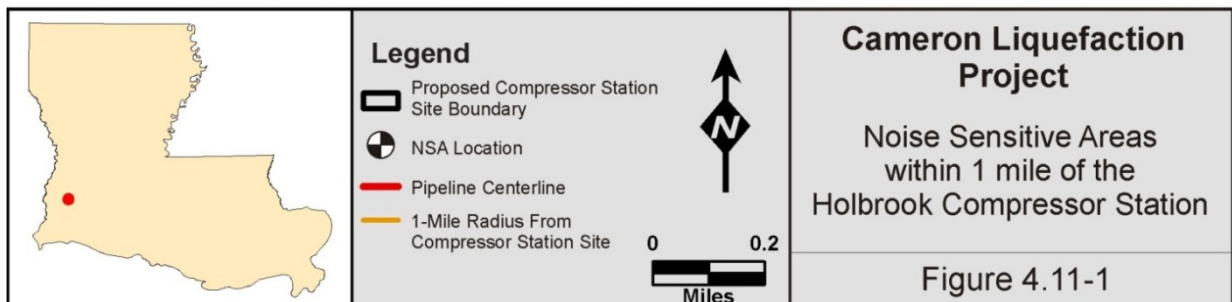 Legend
Proposed Compressor Station
Site Boundary
NSA Location
Pipeline Centerline
1-Mile Radius From
Compressor Station Site
N
0 0.2
Miles
Cameron Liquefaction
Project
Noise Sensitive Areas
within 1 mile of the
Holbrook Compressor Station
Figure 4.11-1